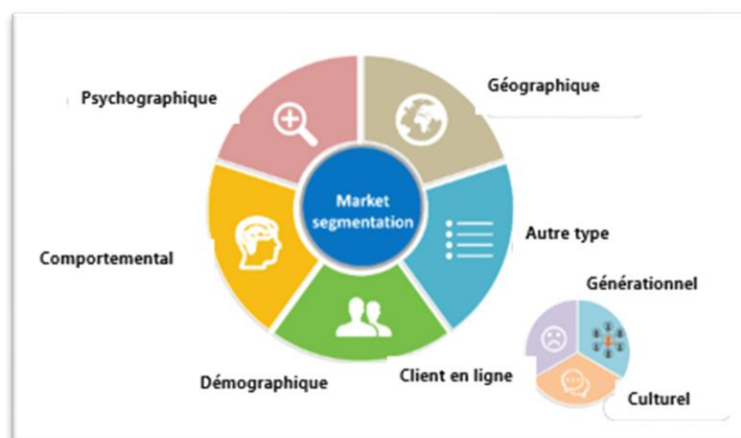 Psychographique
Géographique
Market
segmentation
Comportemental
Autre type
Générationnel
Démographique
Client en ligne
Culturel